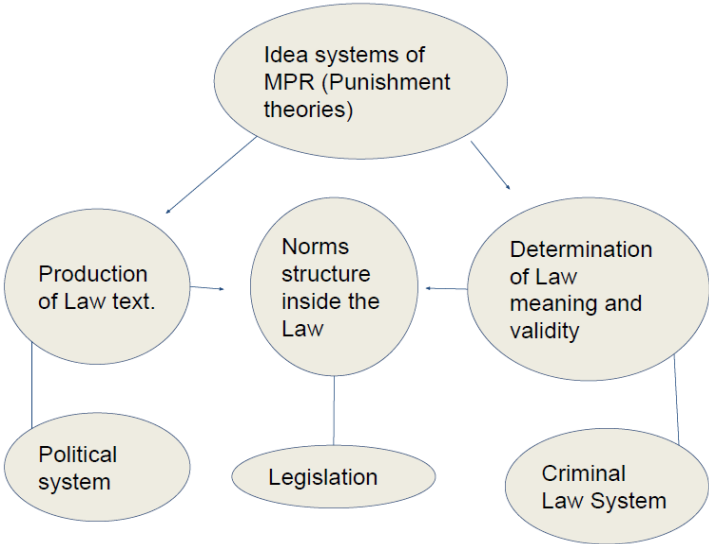 Idea systems of
MPR (Punishment
theories)
Production
of Law text.
Norms
structure
inside the
Law
Determination
of Law
meaning and
validity
Political
system
Legislation
Criminal
Law System